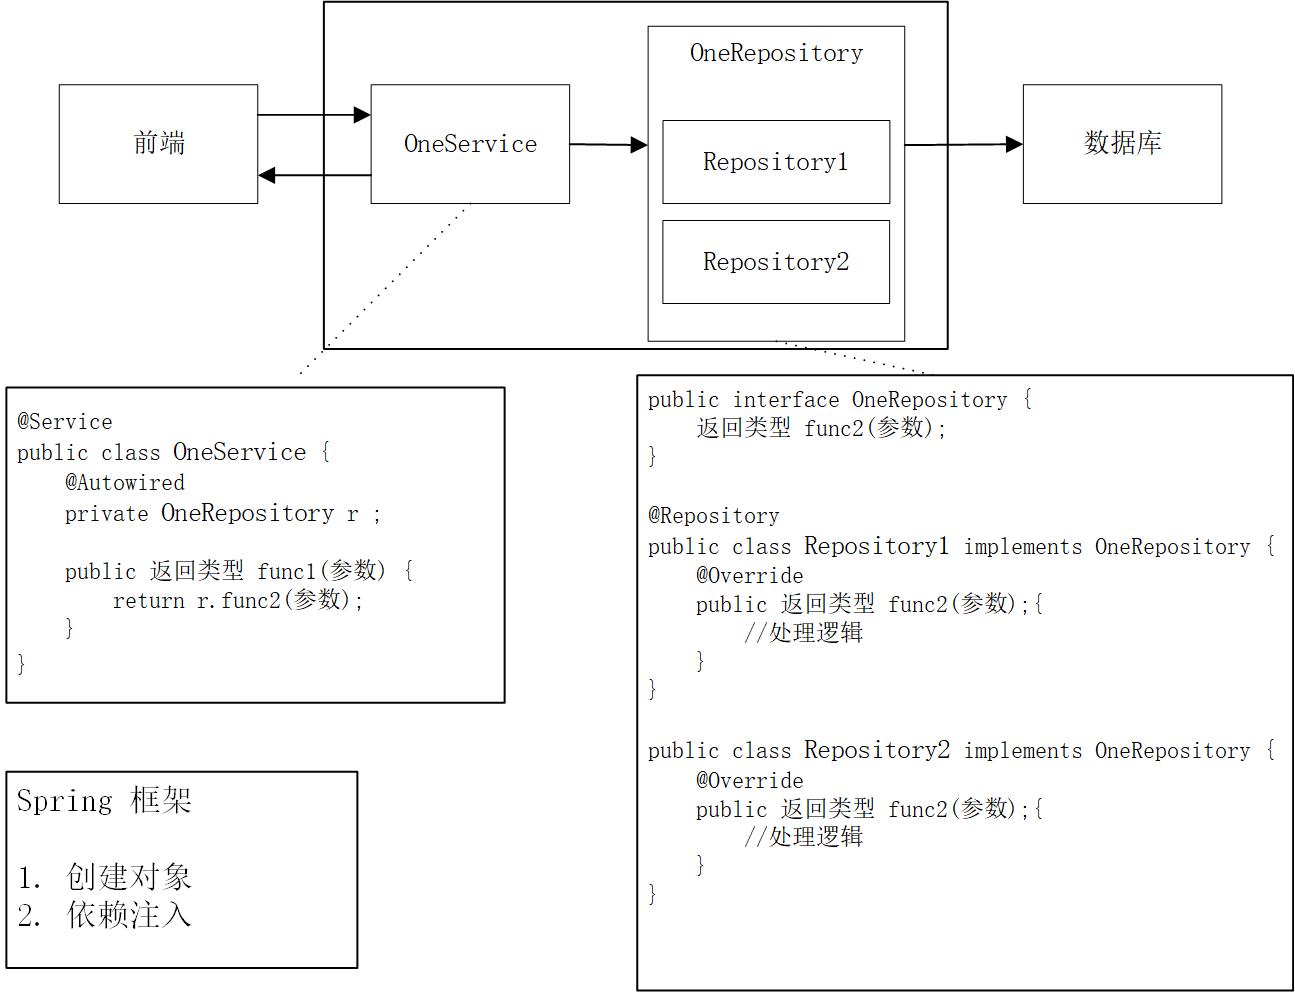 前端
OneService
OneRepository
Repository1
Repository2
数据库
@Service
public class OneService {
@Autowired
private OneRepository r ;
public 返回类型 func1(参数) {
return r.func2(参数);
}
}
Spring 框架
1. 创建对象
2. 依赖注入
public interface OneRepository {
返回类型 func2(参数);
}
@Repository
public class Repository1 implements OneRepository {
@Override
public 返回类型 func2(参数);{
//处理逻辑
}
}
public class Repository2 implements OneRepository {
@Override
public 返回类型 func2(参数);{
//处理逻辑
}
}